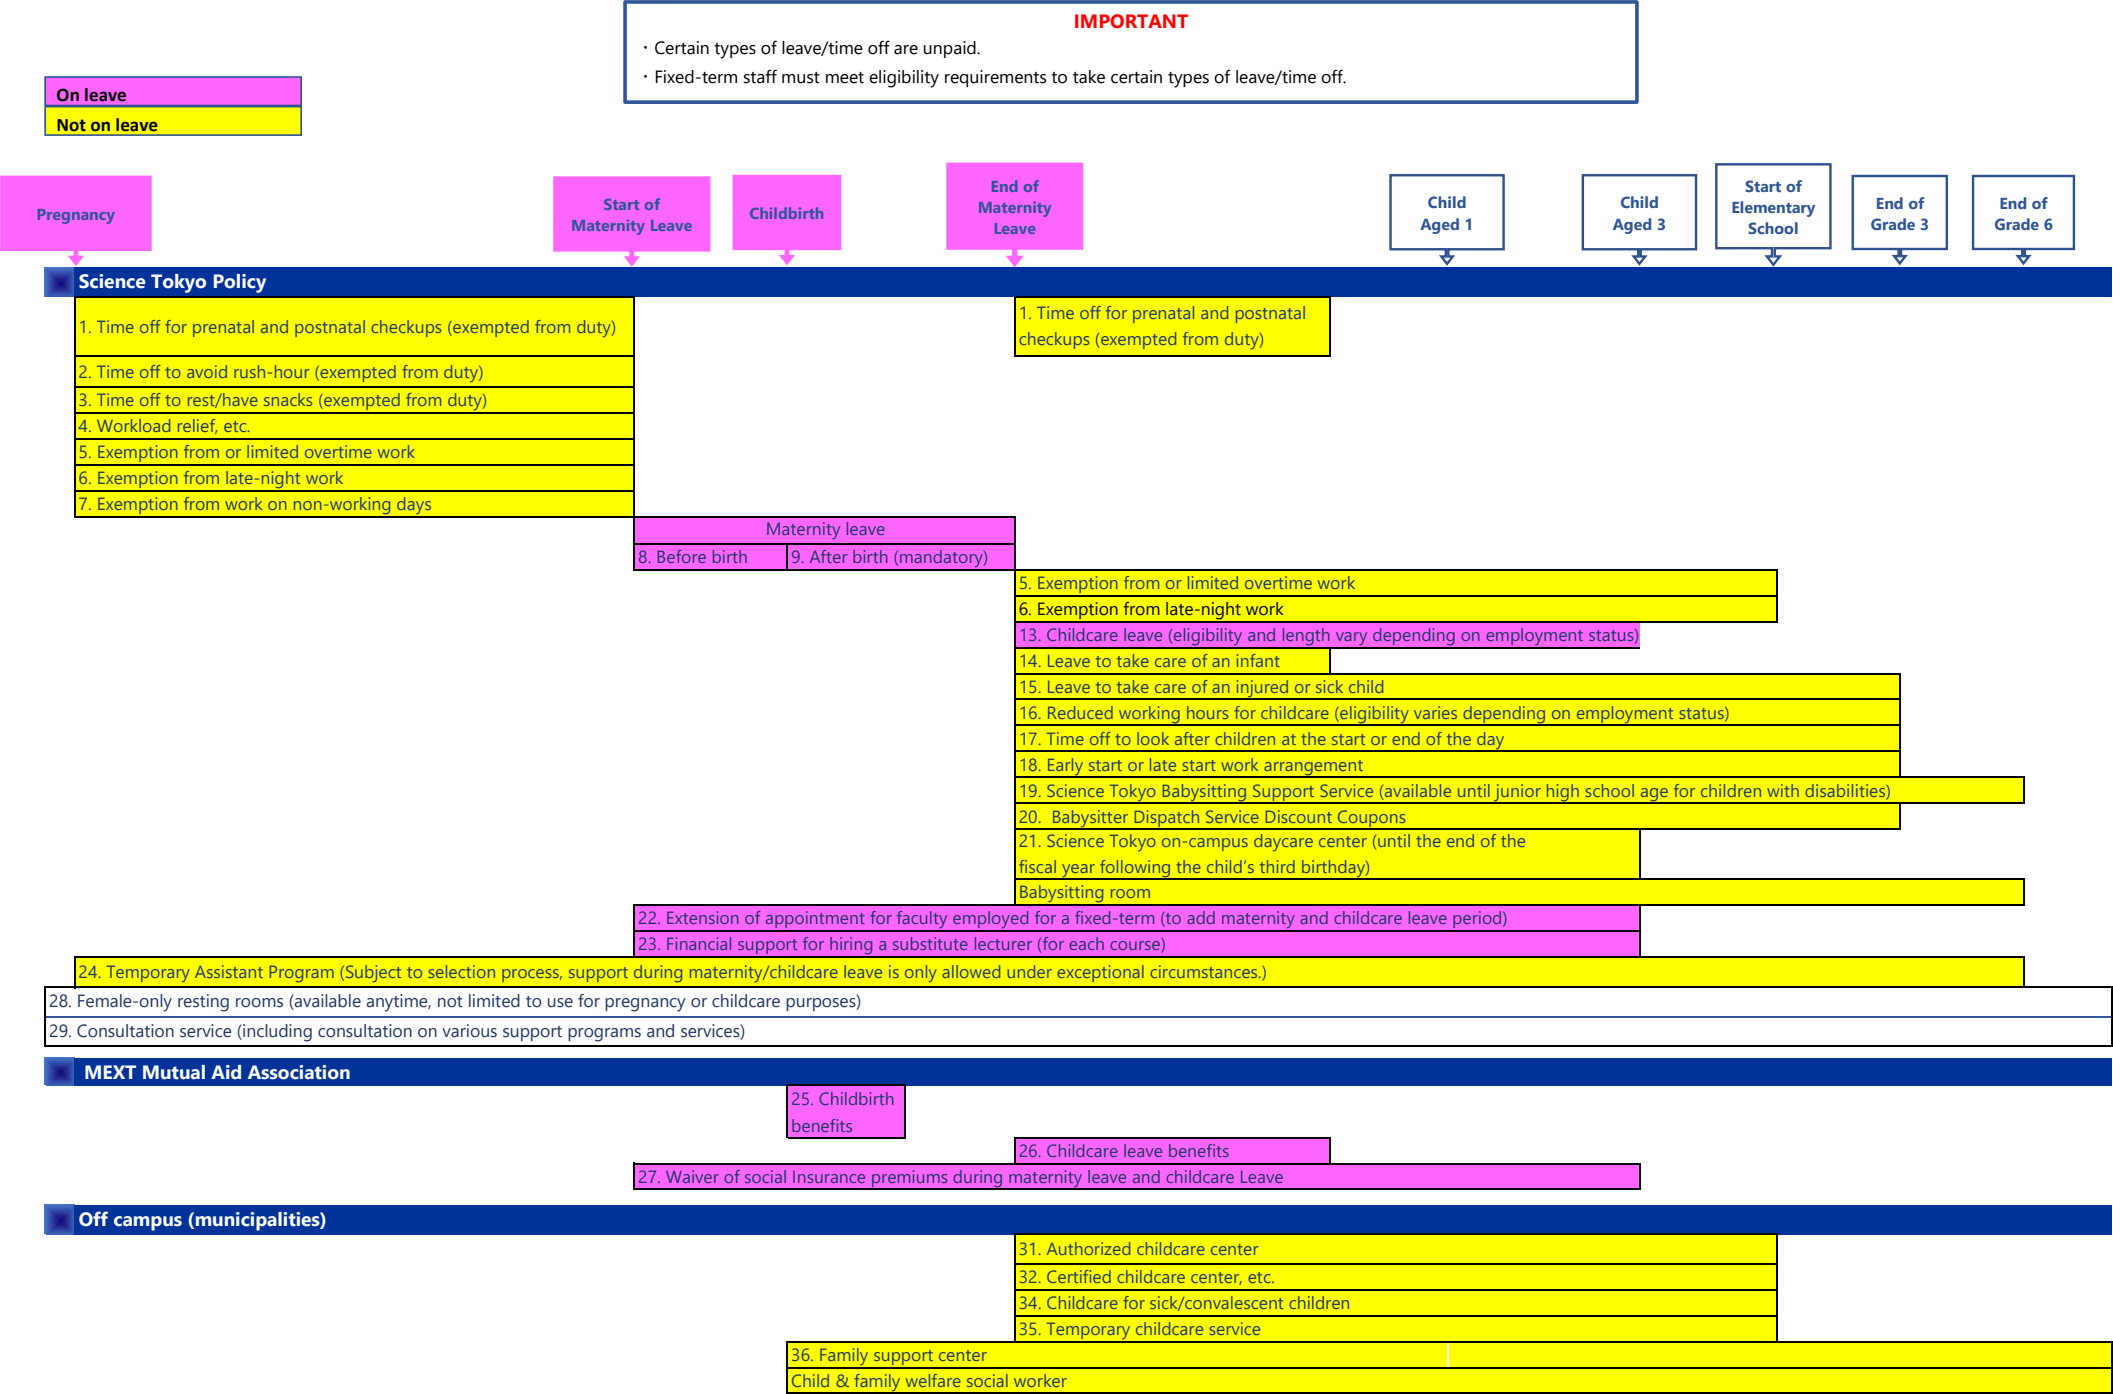 IMPORTANT
・Certain types of leave/time off are unpaid.
・Fixed-term staff must meet eligibility requirements to take certain types of leave/time off.
On leave
Not on leave
Pregnancy
Start of
Maternity Leave
Childbirth
End of
Maternity
Leave
Child
Aged 1
Child
Aged 3
Start of
Elementary
School
End of
Grade 3
End of
Grade 6
Science Tokyo Policy
1. Time off for prenatal and postnatal checkups (exempted from duty)
1. Time off for prenatal and postnatal
checkups (exempted from duty)
2. Time off to avoid rush-hour (exempted from duty)
3. Time off to rest/have snacks (exempted from duty)
4. Workload relief, etc.
5. Exemption from or limited overtime work
6. Exemption from late-night work
7. Exemption from work on non-working days
Maternity leave
8. Before birth
9. After birth (mandatory)
5. Exemption from or limited overtime work
6. Exemption from late-night work
13. Childcare leave (eligibility and length vary depending on employment status)
14. Leave to take care of an infant
15. Leave to take care of an injured or sick child
16. Reduced working hours for childcare (eligibility varies depending on employment status)
17. Time off to look after children at the start or end of the day
18. Early start or late start work arrangement
19. Science Tokyo Babysitting Support Service (available until junior high school age for children with disabilities)
20. Babysitter Dispatch Service Discount Coupons
21. Science Tokyo on-campus daycare center (until the end of the
fiscal year following the child's third birthday)
Babysitting room
22. Extension of appointment for faculty employed for a fixed-term (to add maternity and childcare leave period)
23. Financial support for hiring a substitute lecturer (for each course)
24. Temporary Assistant Program (Subject to selection process, support during maternity/childcare leave is only allowed under exceptional circumstances.)
28. Female-only resting rooms (available anytime, not limited to use for pregnancy or childcare purposes)
29. Consultation service (including consultation on various support programs and services)
MEXT Mutual Aid Association
25. Childbirth
benefits
26. Childcare leave benefits
27. Waiver of social Insurance premiums during maternity leave and childcare Leave
Off campus (municipalities)
31. Authorized childcare center
32. Certified childcare center, etc.
34. Childcare for sick/convalescent children
35. Temporary childcare service
36. Family support center
Child & family welfare social worker